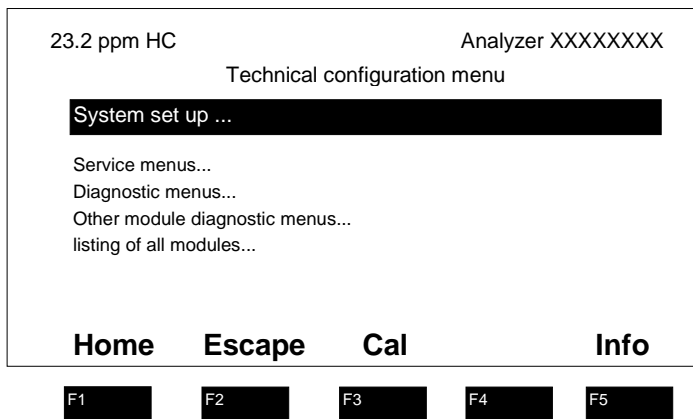 23.2 ppm HC Analyzer XXXXXXXX
Technical configuration menu
System set up ...
Service menus...
Diagnostic menus...
Other module diagnostic menus...
listing of all modules...
Home Escape Cal Info
F1 F2 F3 F4 F5